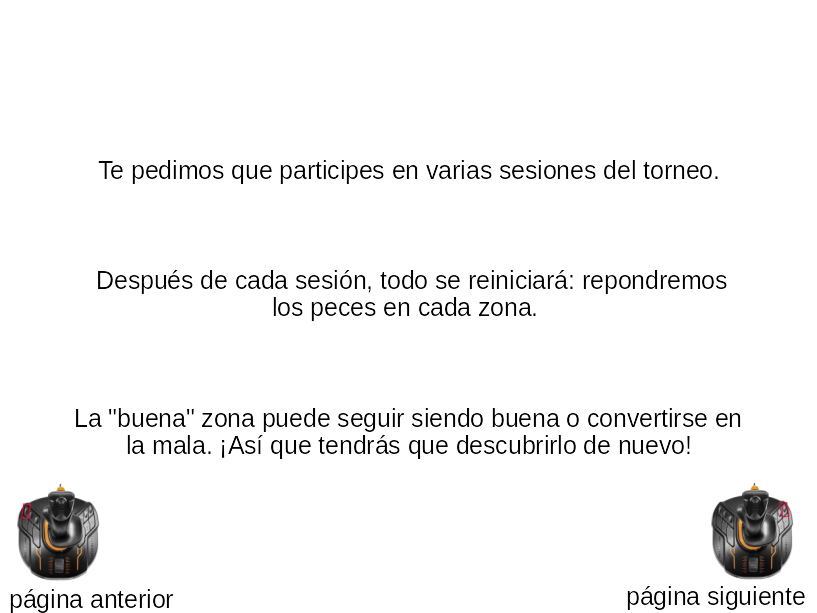 Te pedimos que participes en varias sesiones del torneo.
Después de cada sesión, todo se reiniciará: repondremos
los peces en cada zona.
La "buena" zona puede seguir siendo buena o convertirse en
la mala. ¡Así que tendrás que descubrirlo de nuevo!
página anterior
página siguiente